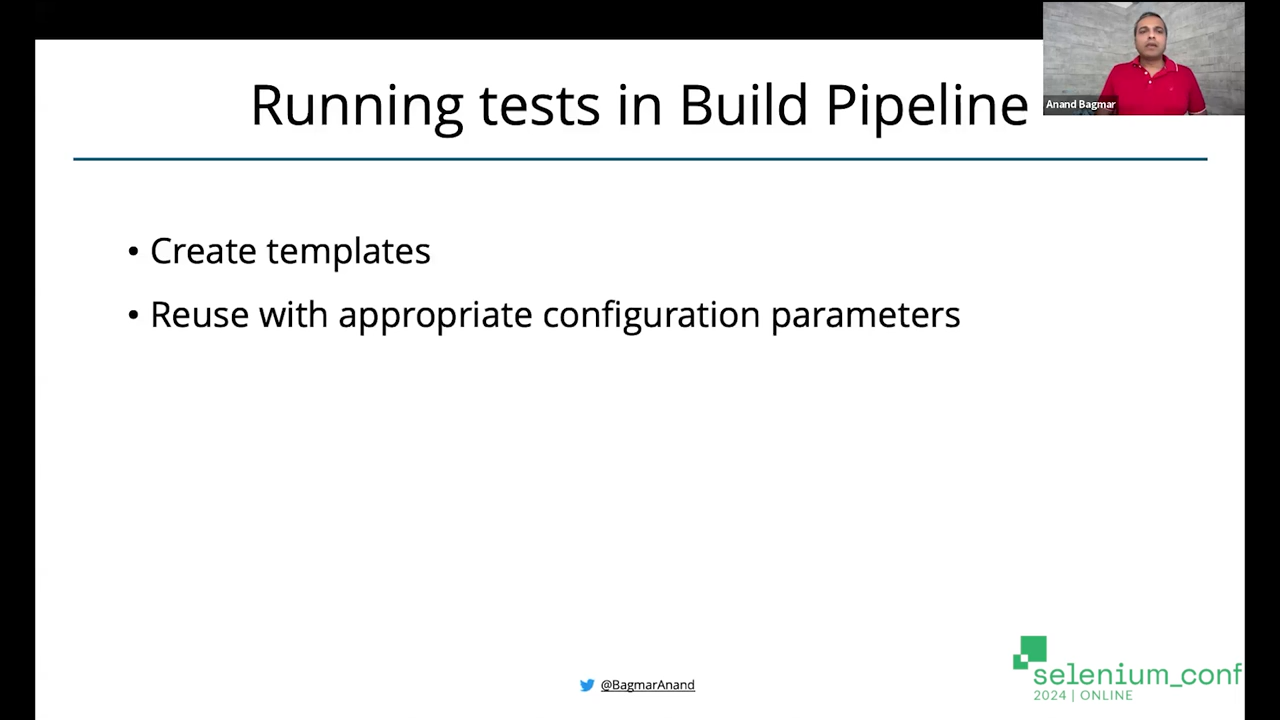 Running tests in Build Pipeline
Anand Bagmar
• Create templates
• Reuse with appropriate configuration parameters
@BagmarAnand
selenium_conf
2024 | ONLINE